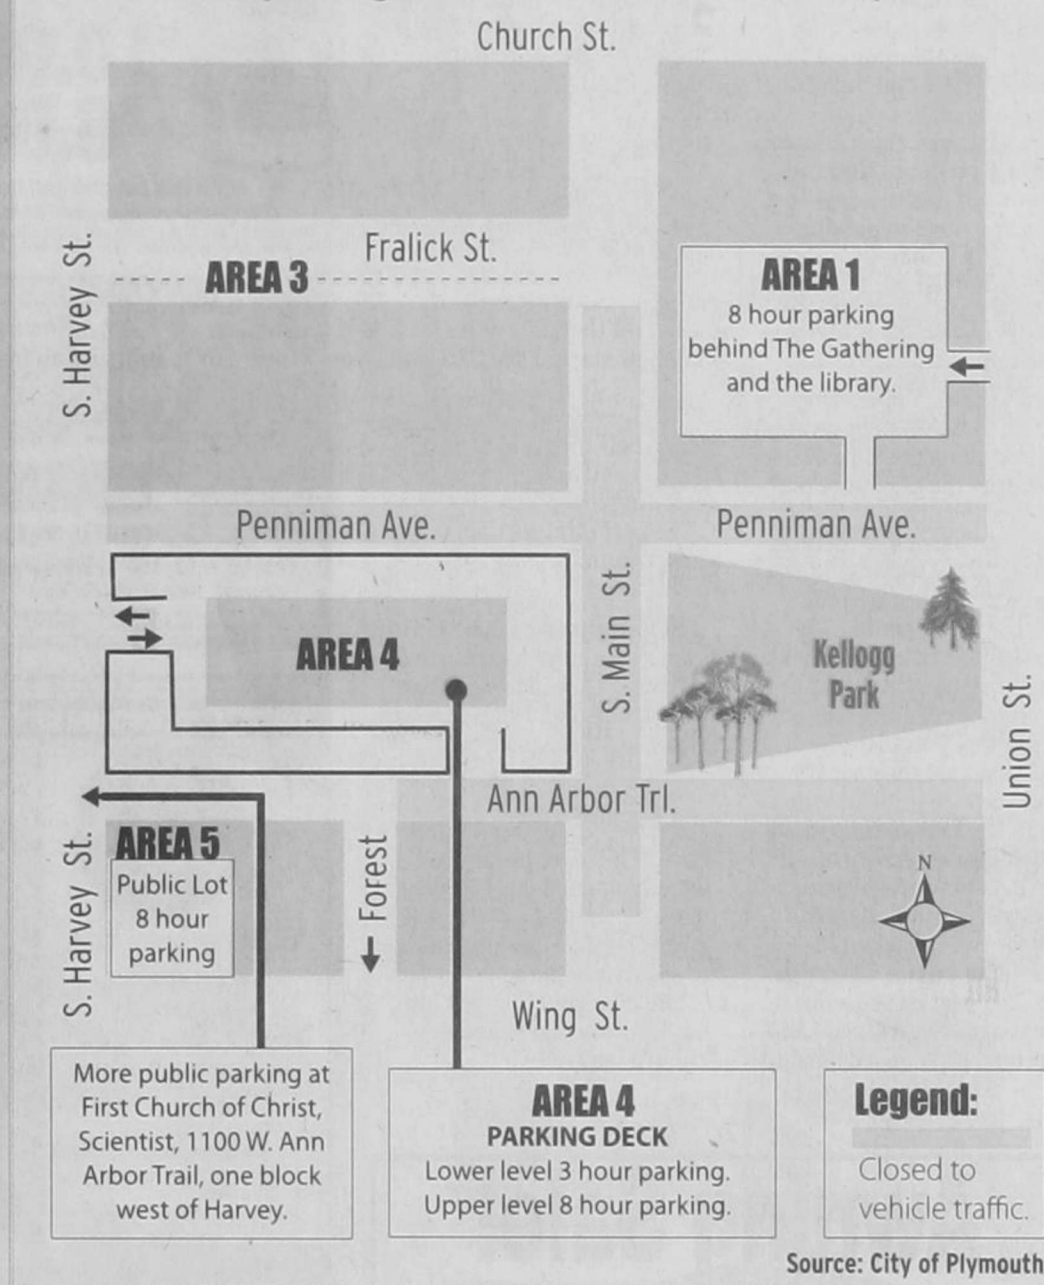 Church St.
Fralick St.
S. Harvey St.
AREA 3
AREA 1
8 hour parking
behind The Gathering
and the library.
Penniman Ave.
Penniman Ave.
S. Main St.
AREA 4
Kellogg
Park
Union St.
Ann Arbor Trl.
S. Harvey St.
AREA 5
Public Lot
8 hour
parking
Forest
N
Wing St.
More public parking at
First Church of Christ,
Scientist, 1100 W. Ann
Arbor Trail, one block
west of Harvey.
AREA 4
PARKING DECK
Lower level 3 hour parking.
Upper level 8 hour parking.
Legend:
Closed to
vehicle traffic.
Source: City of Plymouth